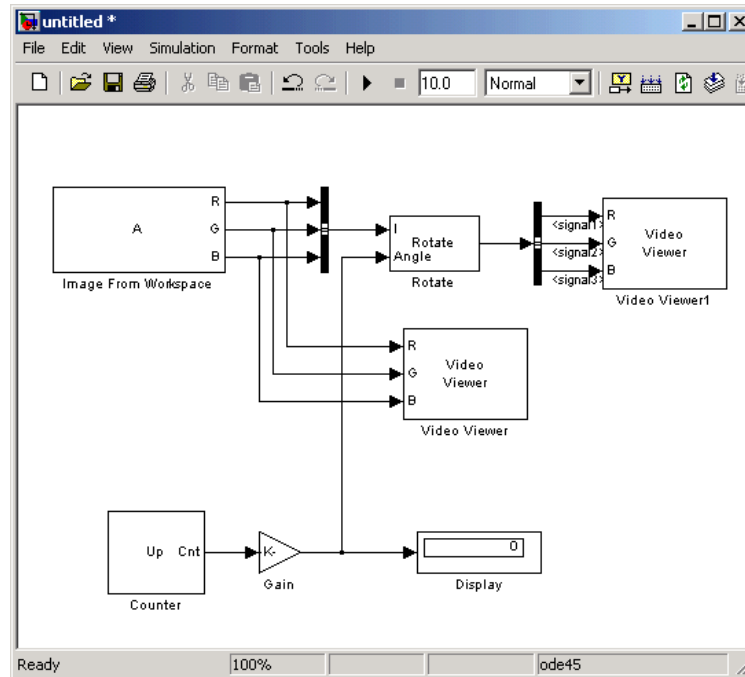 untitled *
File Edit View Simulation Format Tools Help
10.0 Normal
R
A G
B
Image From Workspace
I
Rotate
Angle
Rotate
<signal1>
<signal2>
<signal3>
R
Video
G Viewer
B
Video Viewer1
R
Video
G Viewer
B
Video Viewer
Up Cnt
Counter
K-
Gain
0
Display
Ready 100% ode45